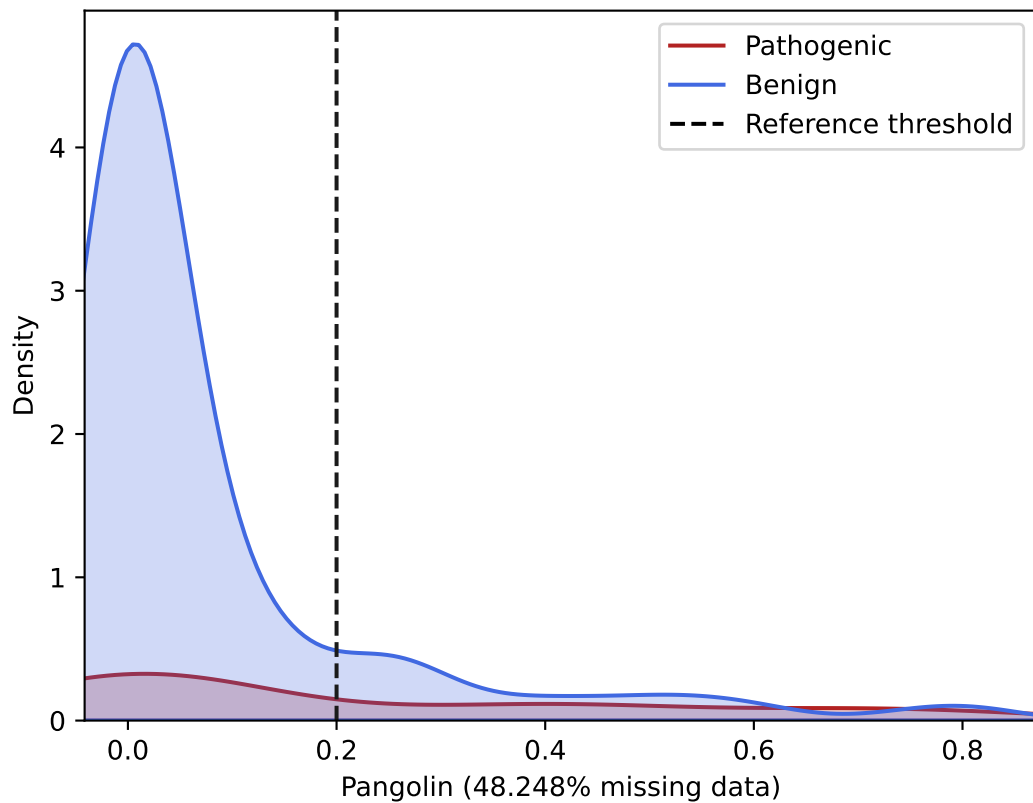 Pathogenic
Benign
Reference threshold
4
3
2
1
0
Density
0.0 0.2 0.4 0.6 0.8
Pangolin (48.248% missing data)